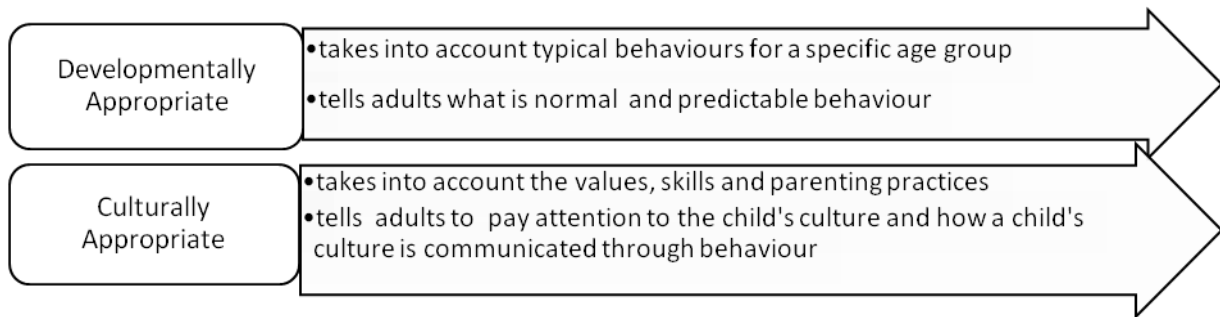 Developmentally
Appropriate
•takes into account typical behaviours for a specific age group
•tells adults what is normal and predictable behaviour
Culturally
Appropriate
•takes into account the values, skills and parenting practices
•tells adults to pay attention to the child's culture and how a child's
culture is communicated through behaviour